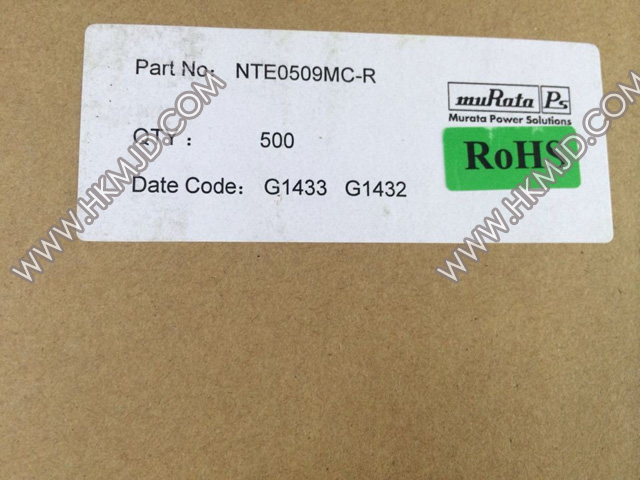 Part No: NTE0509MC-R
muRata Ps
Murata Power Solutions
QTY : 500
RoHS
Date Code: G1433 G1432
WWW.HKMJD.COM
WWW.HKMJD.COM